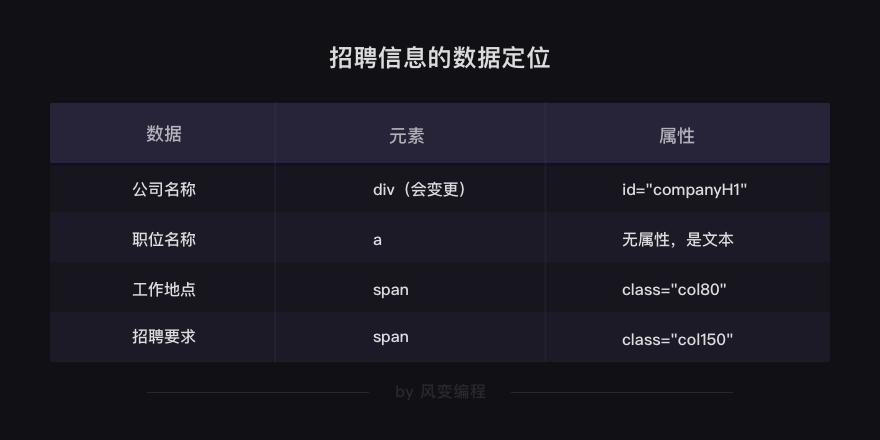 招聘信息的数据定位
数据 元素 属性
公司名称 div（会变更） id="companyH1"
职位名称 a 无属性，是文本
工作地点 span class="col80"
招聘要求 span class="col150"
by 风变编程